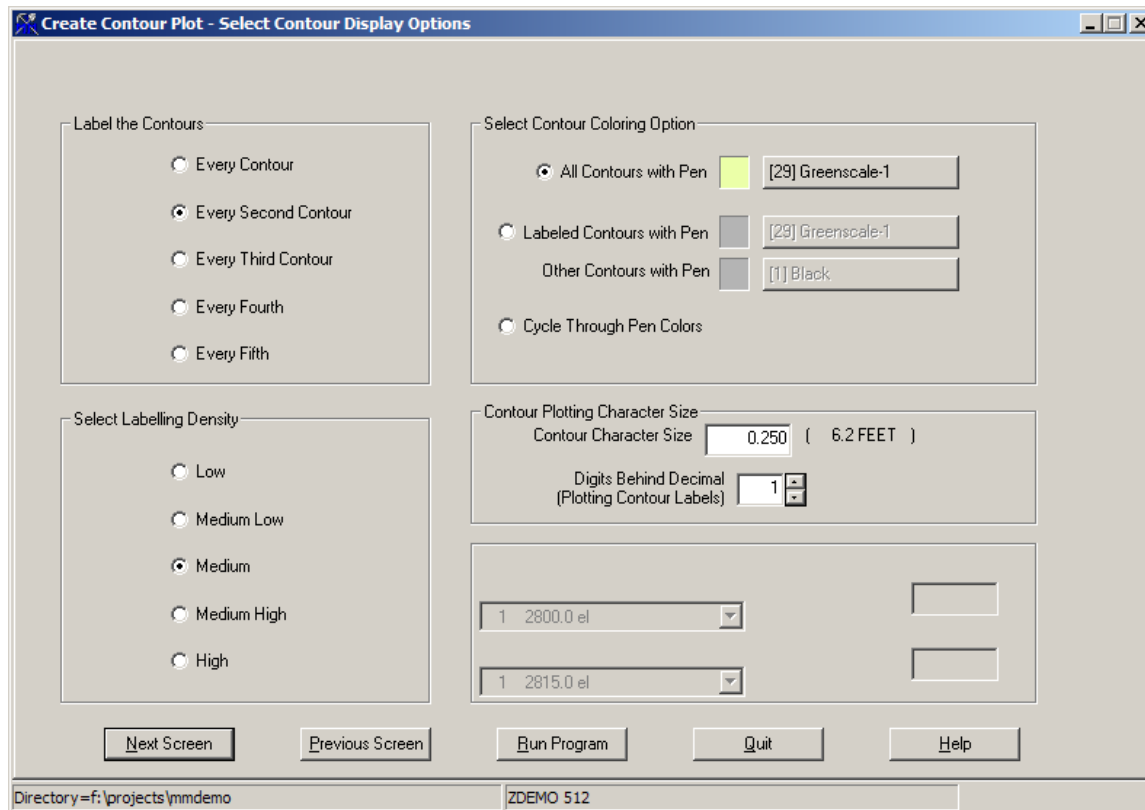 Create Contour Plot - Select Contour Display Options
Label the Contours
Every Contour
Every Second Contour
Every Third Contour
Every Fourth
Every Fifth
Select Contour Coloring Option
All Contours with Pen [29] Greenscale-1
Labeled Contours with Pen [29] Greenscale-1
Other Contours with Pen [1] Black
Cycle Through Pen Colors
Select Labelling Density
Low
Medium Low
Medium
Medium High
High
Contour Plotting Character Size
Contour Character Size 0.250 ( 6.2 FEET )
Digits Behind Decimal
(Plotting Contour Labels) 1
1 2800.0 el
1 2815.0 el
Next Screen Previous Screen Run Program Quit Help
Directory=f:\projects\mmdemo ZDEMO 512